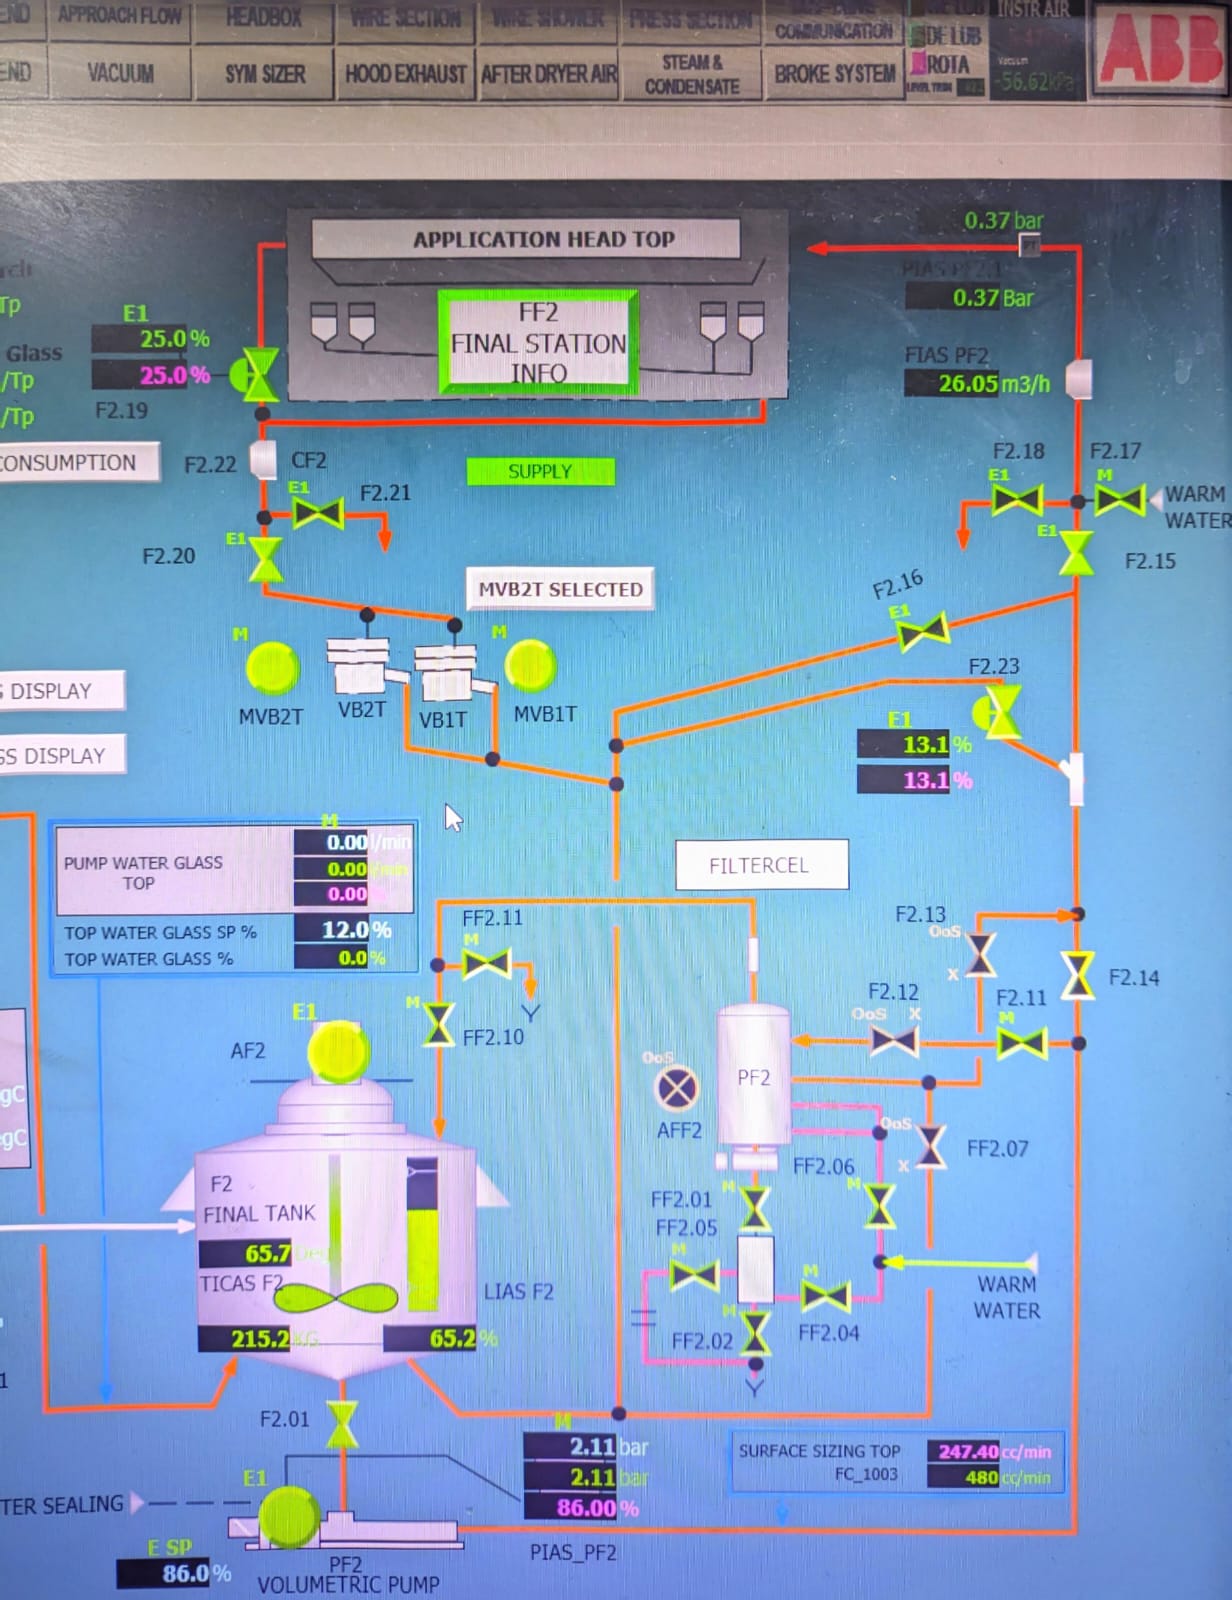 END
APPROACH FLOW
HEADBOX
WIRE SECTION
WIRE SHOWER
PRESS SECTION
COMMUNICATION
DF LUB
INSTR AIR
ABB
END
VACUUM
SYM SIZER
HOOD EXHAUST
AFTER DRYER AIR
STEAM &
CONDENSATE
BROKE SYSTEM
ROTA
LEVEL TRIM
Vacuum
-56.62kPa
APPLICATION HEAD TOP
FF2
FINAL STATION
INFO
0.37 bar
PT
PIAS PF2.1
0.37 Bar
FIAS PF2
26.05 m3/h
Tp
Glass
/Tp
/Tp
E1
25.0 %
25.0 %
F2.19
CONSUMPTION
F2.22
CF2
SUPPLY
E1
F2.21
F2.18
E1
F2.17
M
WARM
WATER
E1
F2.20
E1
F2.15
MVB2T SELECTED
F2.16
E1
M
MVB2T
VB2T
VB1T
M
MVB1T
F2.23
E1
13.1 %
13.1 %
DISPLAY
SS DISPLAY
M
PUMP WATER GLASS
TOP
0.00 l/min
0.00 l/min
0.00 %
TOP WATER GLASS SP %
12.0 %
TOP WATER GLASS %
0.0 %
FILTERCEL
FF2.11
M
M
FF2.10
F2.13
OoS
X
F2.14
F2.12
OoS X
F2.11
M
E1
AF2
OoS
AFF2
PF2
OoS
X
FF2.07
gC
gC
F2
FINAL TANK
65.7
TICAS F2
215.2 KG
65.2 %
LIAS F2
FF2.06
M
FF2.01
M
FF2.05
M
M
FF2.04
M
FF2.02
WARM
WATER
F2.01
M
2.11 bar
2.11 bar
86.00 %
PIAS_PF2
SURFACE SIZING TOP
FC_1003
247.40 cc/min
480 cc/min
TER SEALING
E1
E SP
86.0 %
PF2
VOLUMETRIC PUMP